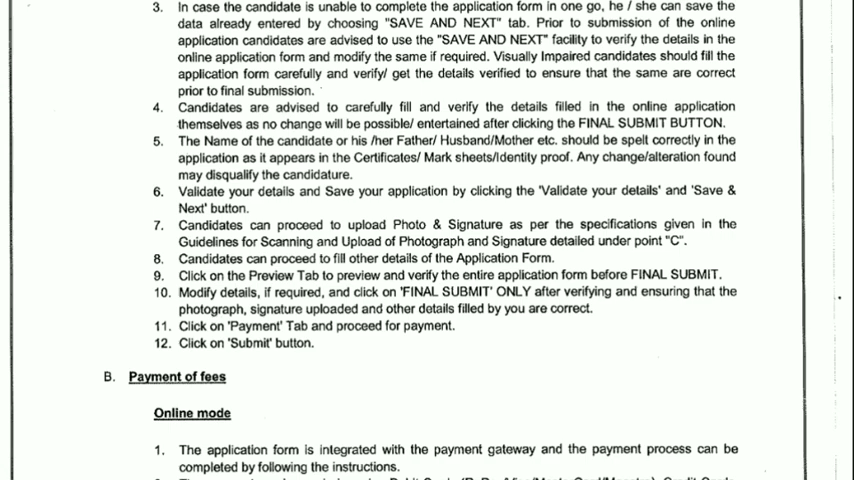 3. In case the candidate is unable to complete the application form in one go, he / she can save the
data already entered by choosing "SAVE AND NEXT" tab. Prior to submission of the online
application candidates are advised to use the "SAVE AND NEXT" facility to verify the details in the
online application form and modify the same if required. Visually Impaired candidates should fill the
application form carefully and verify/ get the details verified to ensure that the same are correct
prior to final submission.
4. Candidates are advised to carefully fill and verify the details filled in the online application
themselves as no change will be possible/ entertained after clicking the FINAL SUBMIT BUTTON.
5. The Name of the candidate or his /her Father/ Husband/Mother etc. should be spelt correctly in the
application as it appears in the Certificates/ Mark sheets/Identity proof. Any change/alteration found
may disqualify the candidature.
6. Validate your details and Save your application by clicking the 'Validate your details' and 'Save &
Next' button.
7. Candidates can proceed to upload Photo & Signature as per the specifications given in the
Guidelines for Scanning and Upload of Photograph and Signature detailed under point "C".
8. Candidates can proceed to fill other details of the Application Form.
9. Click on the Preview Tab to preview and verify the entire application form before FINAL SUBMIT.
10. Modify details, if required, and click on 'FINAL SUBMIT' ONLY after verifying and ensuring that the
photograph, signature uploaded and other details filled by you are correct.
11. Click on 'Payment' Tab and proceed for payment.
12. Click on 'Submit' button.
B. Payment of fees
Online mode
1. The application form is integrated with the payment gateway and the payment process can be
completed by following the instructions.